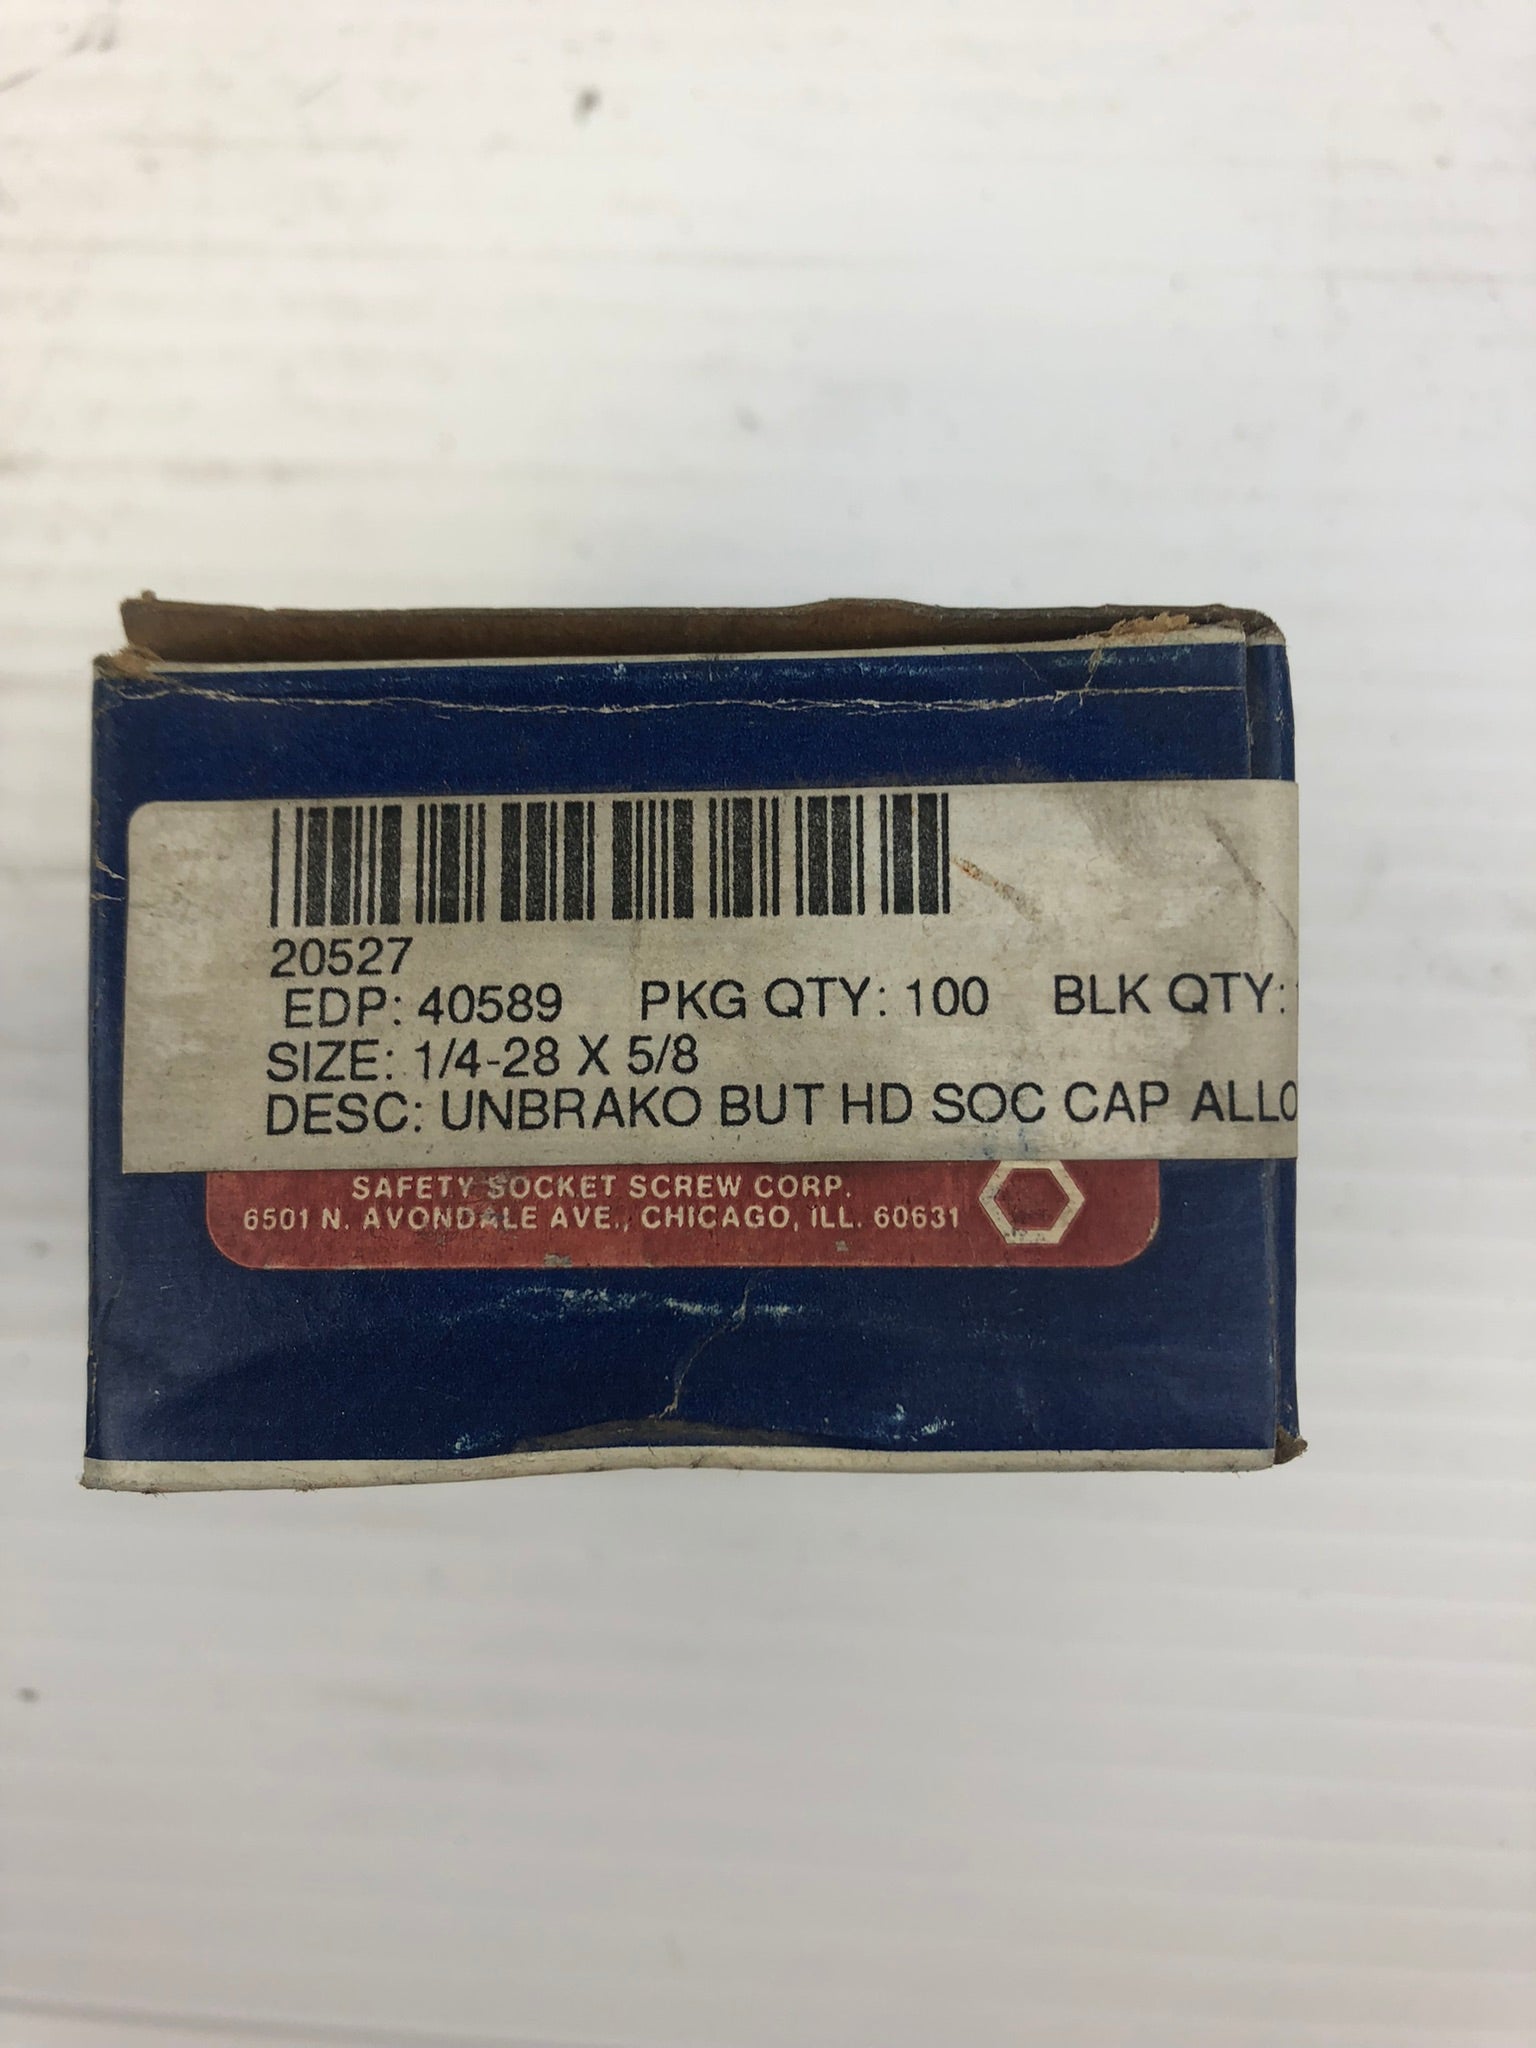 20527
EDP: 40589 PKG QTY: 100 BLK QTY:
SIZE: 1/4-28 X 5/8
DESC: UNBRAKO BUT HD SOC CAP ALLO
SAFETY SOCKET SCREW CORP.
6501 N. AVONDALE AVE., CHICAGO, ILL. 60631